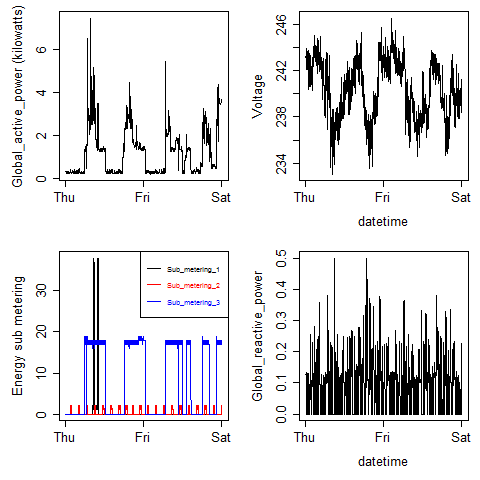 Global_active_power (kilowatts)
6
4
2
0
Thu
Fri
Sat
Voltage
246
242
238
234
Thu
Fri
Sat
datetime
Energy sub metering
30
20
10
0
Sub_metering_1
Sub_metering_2
Sub_metering_3
Thu
Fri
Sat
Global_reactive_power
0.5
0.4
0.3
0.2
0.1
0.0
Thu
Fri
Sat
datetime